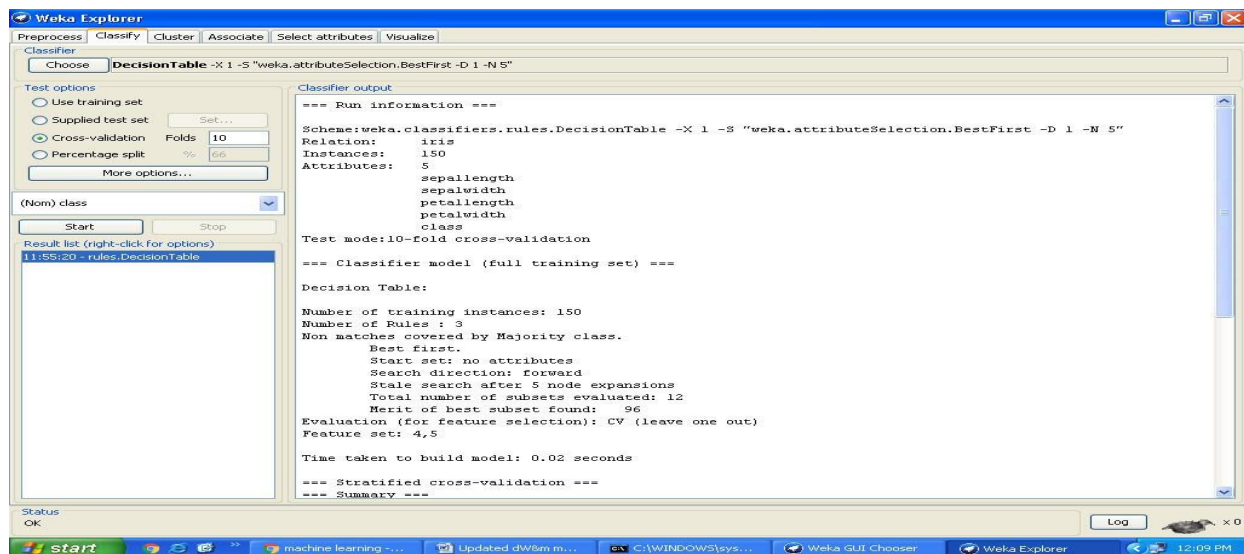 Weka Explorer
Preprocess Classify Cluster Associate Select attributes Visualize
Classifier
Choose DecisionTable -X 1 -S "weka.attributeSelection.BestFirst -D 1 -N 5"
Test options
Use training set
Supplied test set Set...
Cross-validation Folds 10
Percentage split % 66
More options...
(Nom) class
Start Stop
Result list (right-click for options)
11:55:20 - rules.DecisionTable
Classifier output
=== Run information ===
Scheme:weka.classifiers.rules.DecisionTable -X 1 -S "weka.attributeSelection.BestFirst -D 1 -N 5"
Relation: iris
Instances: 150
Attributes: 5
sepallength
sepalwidth
petallength
petalwidth
class
Test mode:10-fold cross-validation
=== Classifier model (full training set) ===
Decision Table:
Number of training instances: 150
Number of Rules : 3
Non matches covered by Majority class.
Best first.
Start set: no attributes
Search direction: forward
Stale search after 5 node expansions
Total number of subsets evaluated: 12
Merit of best subset found: 96
Evaluation (for feature selection): CV (leave one out)
Feature set: 4,5
Time taken to build model: 0.02 seconds
=== Stratified cross-validation ===
=== Summary ===
Status
OK
Log x 0
start machine learning -... Updated dW&m m... C:\WINDOWS\sys... Weka GUI Chooser Weka Explorer 12:09 PM